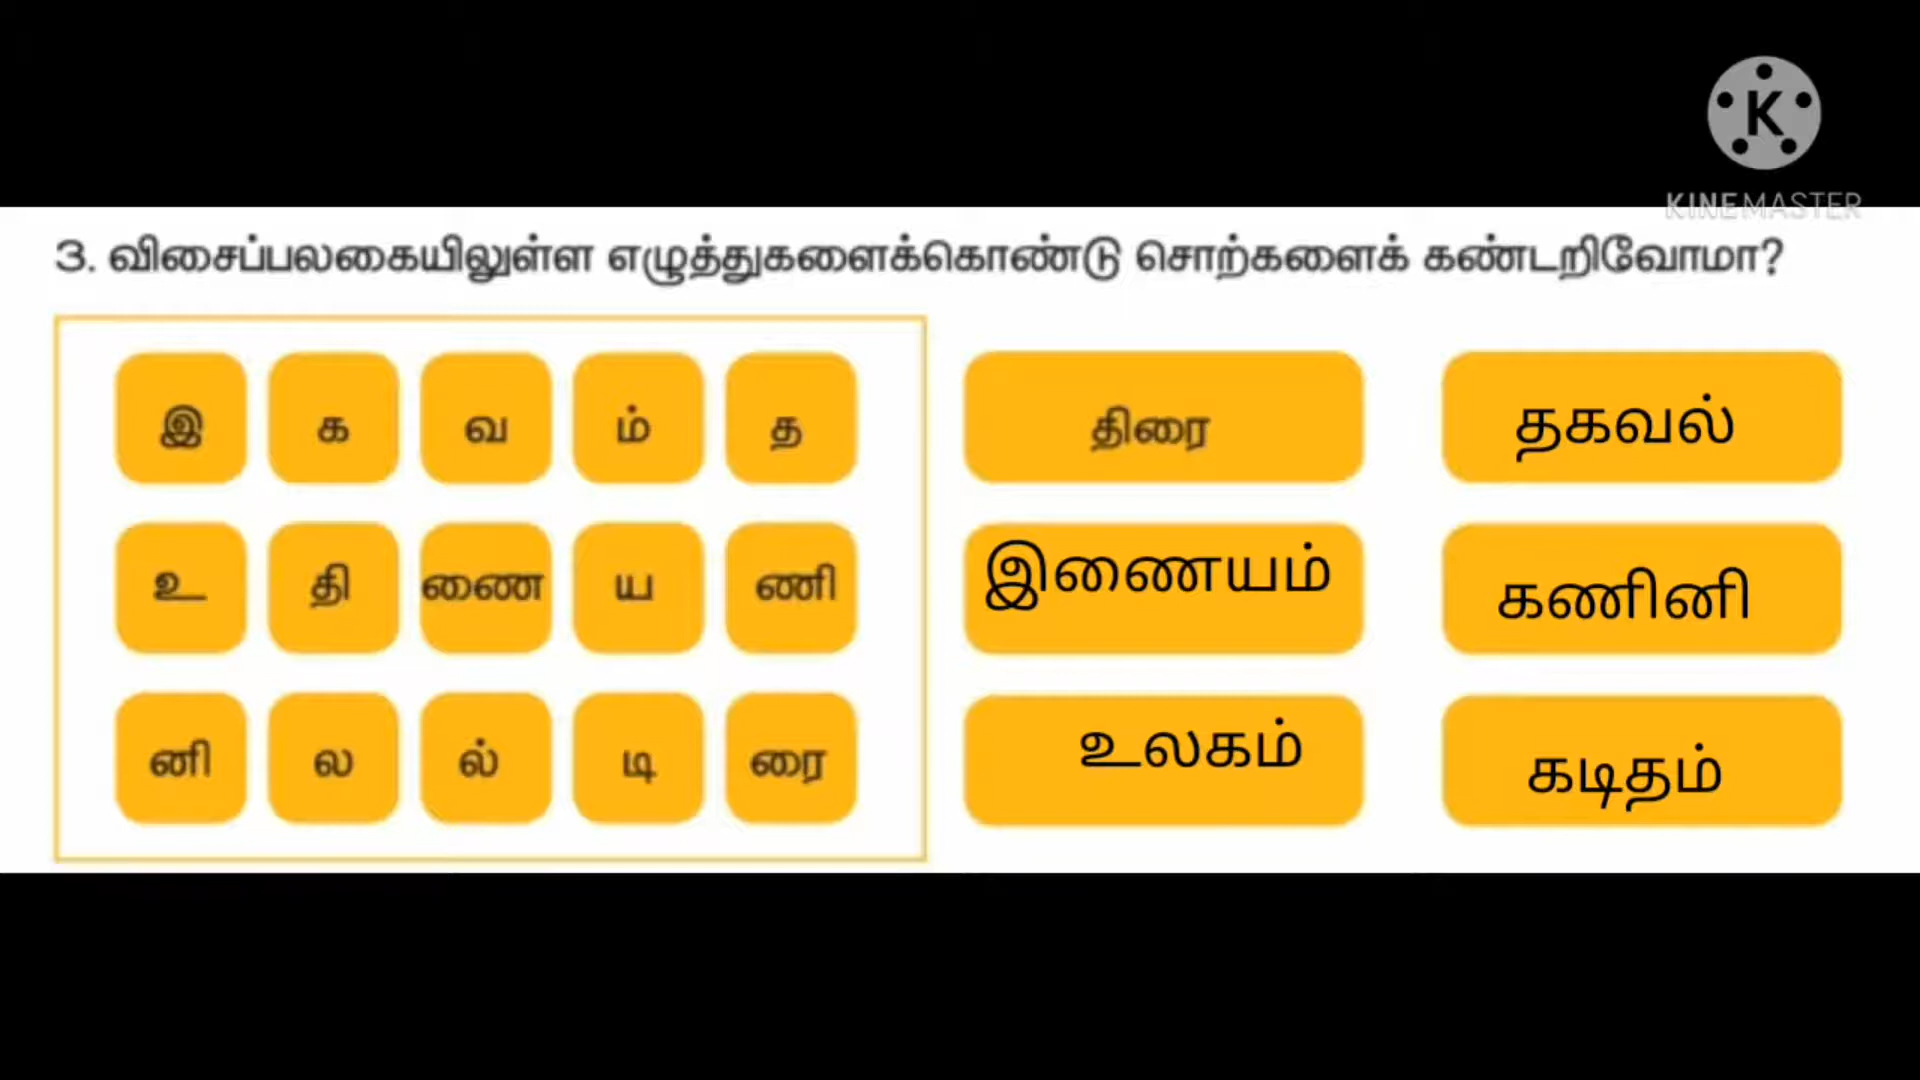 K
KINEMASTER
3. விசைப்பலகையிலுள்ள எழுத்துகளைக்கொண்டு சொற்களைக் கண்டறிவோமா?
இ க வ ம் த
திரை தகவல்
உ தி ணை ய ணி
இணையம் கணினி
னி ல ல் டி ரை
உலகம் கடிதம்